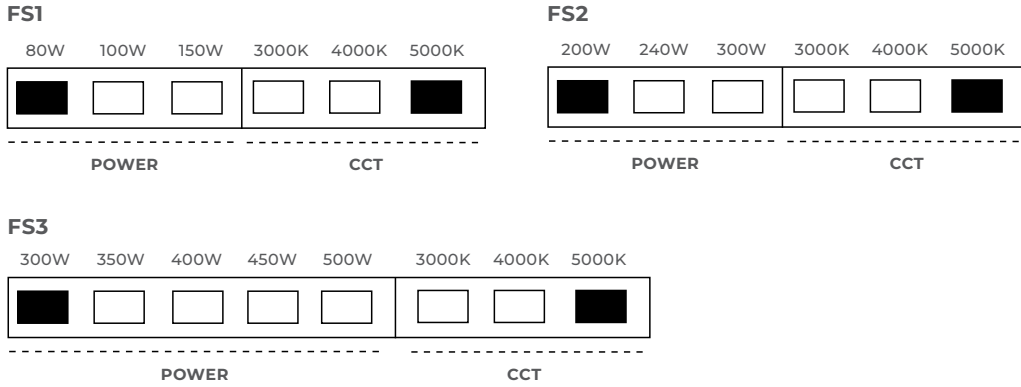 FS1
80W 100W 150W 3000K 4000K 5000K
POWER CCT
FS2
200W 240W 300W 3000K 4000K 5000K
POWER CCT
FS3
300W 350W 400W 450W 500W 3000K 4000K 5000K
POWER CCT